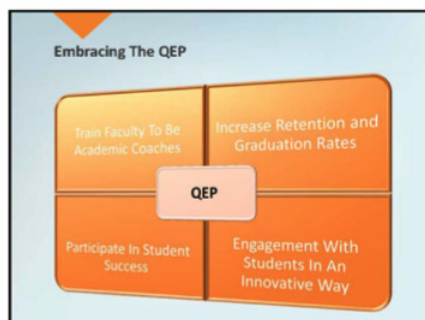 Embracing The QEP
Train Faculty To Be
Academic Coaches
Increase Retention and
Graduation Rates
QEP
Participate In Student
Success
Engagement With
Students In An
Innovative Way